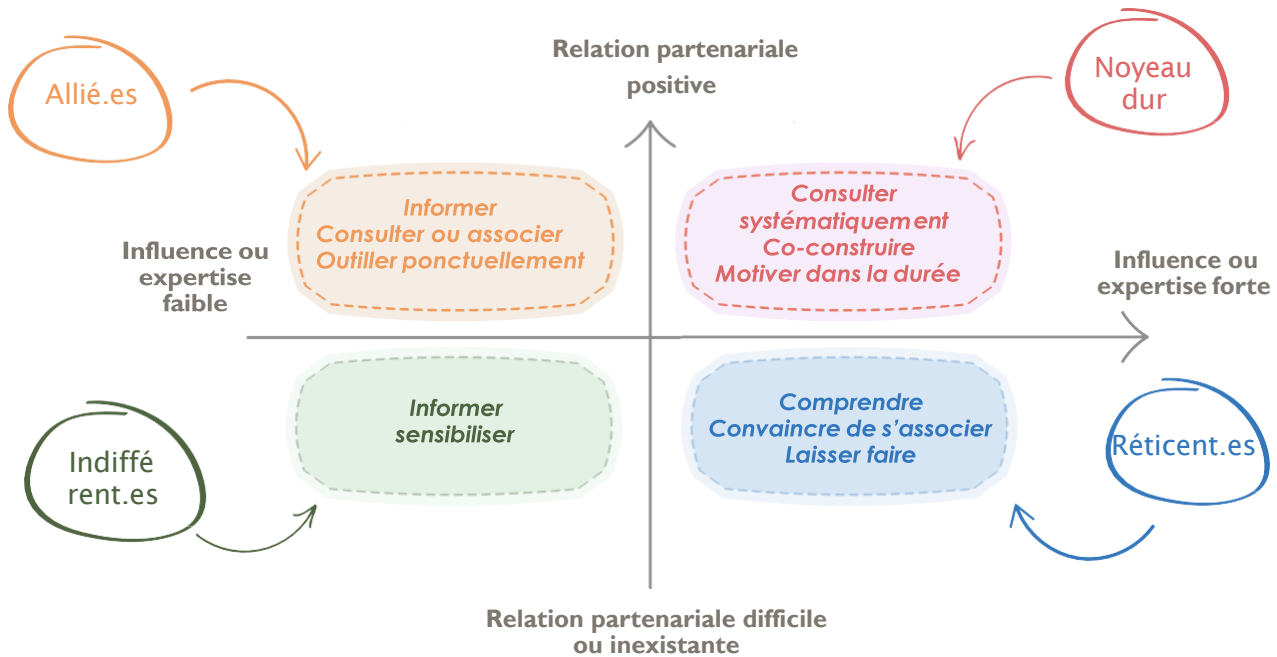 Relation partenariale
positive
Allié.es
Noyeau
dur
Informer
Consulter ou associer
Outiller ponctuellement
Consulter
systématiquement
Co-construire
Motiver dans la durée
Influence ou
expertise
faible
Influence ou
expertise forte
Informer
sensibiliser
Comprendre
Convaincre de s’associer
Laisser faire
Indiffé
rent.es
Réticent.es
Relation partenariale difficile
ou inexistante